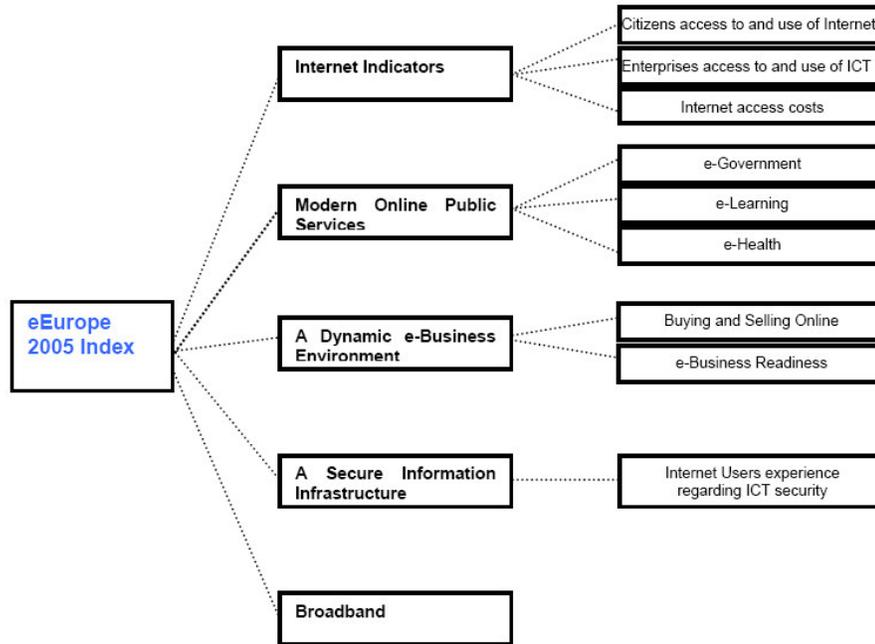 Citizens access to and use of Internet
Internet Indicators
Enterprises access to and use of ICT
Internet access costs
e-Government
Modern Online Public
Services
e-Learning
e-Health
eEurope
2005 Index
A Dynamic e-Business
Environment
Buying and Selling Online
e-Business Readiness
A Secure Information
Infrastructure
Internet Users experience
regarding ICT security
Broadband